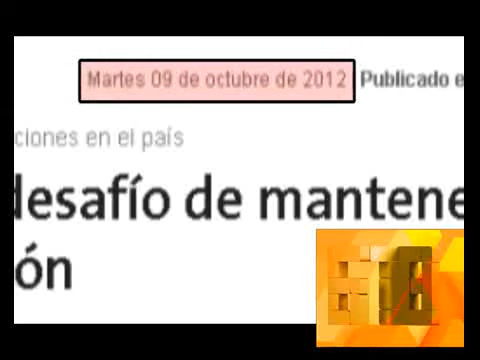 Martes 09 de octubre de 2012 Publicado e
ciones en el país
desafío de mantene
ón